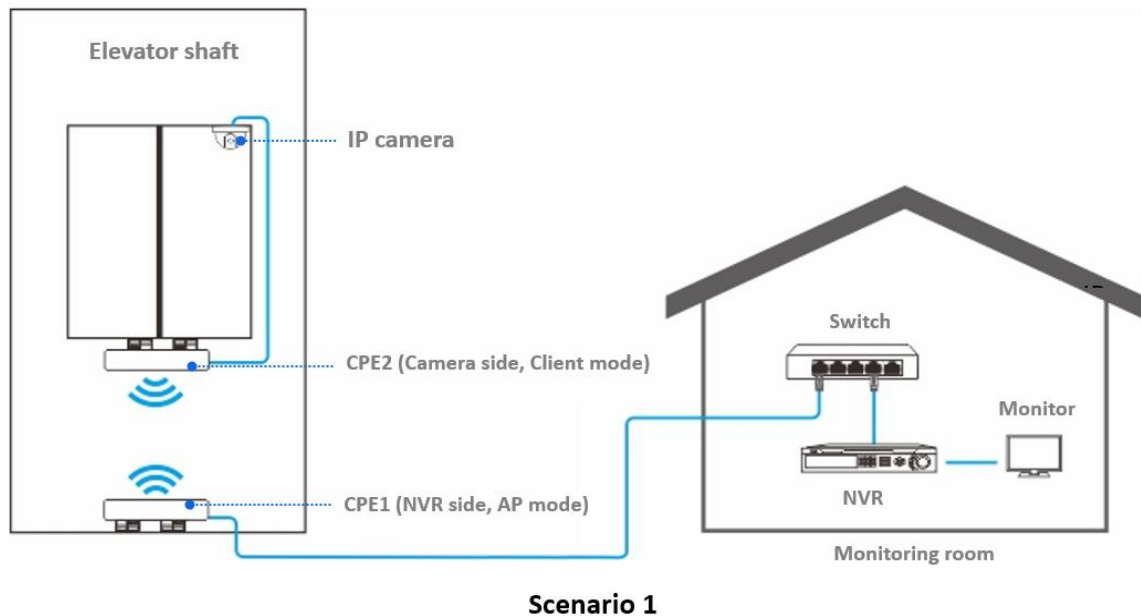 Elevator shaft
IP camera
CPE2 (Camera side, Client mode)
CPE1 (NVR side, AP mode)
Switch
Monitor
NVR
Monitoring room
Scenario 1